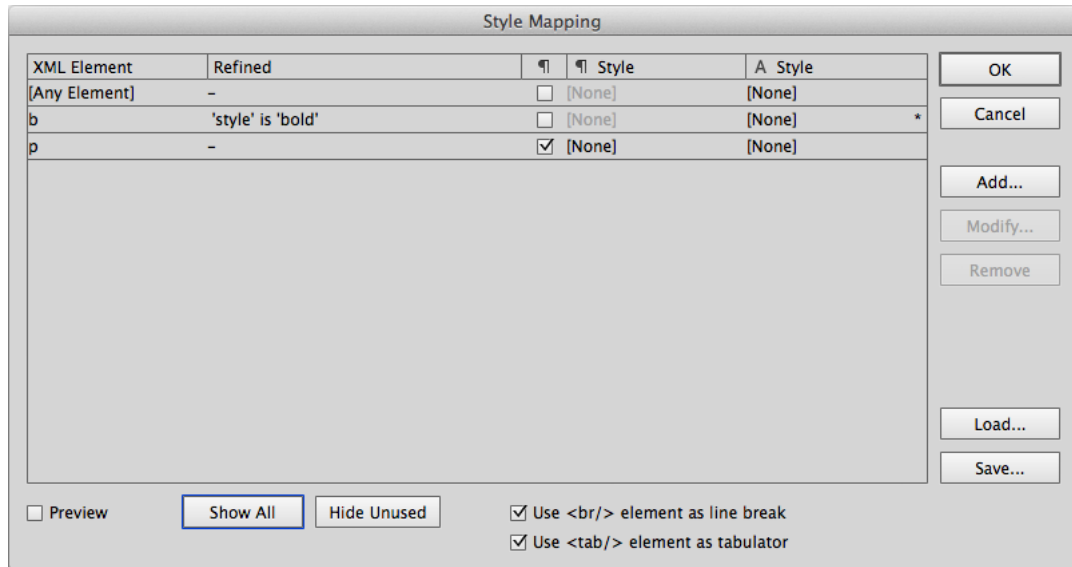 Style Mapping
XML Element Refined ¶ ¶ Style A Style
[Any Element] – [None] [None]
b 'style' is 'bold' [None] [None] *
p – [None] [None]
OK
Cancel
Add...
Modify...
Remove
Load...
Save...
Preview Show All Hide Unused Use <br/> element as line break
Use <tab/> element as tabulator